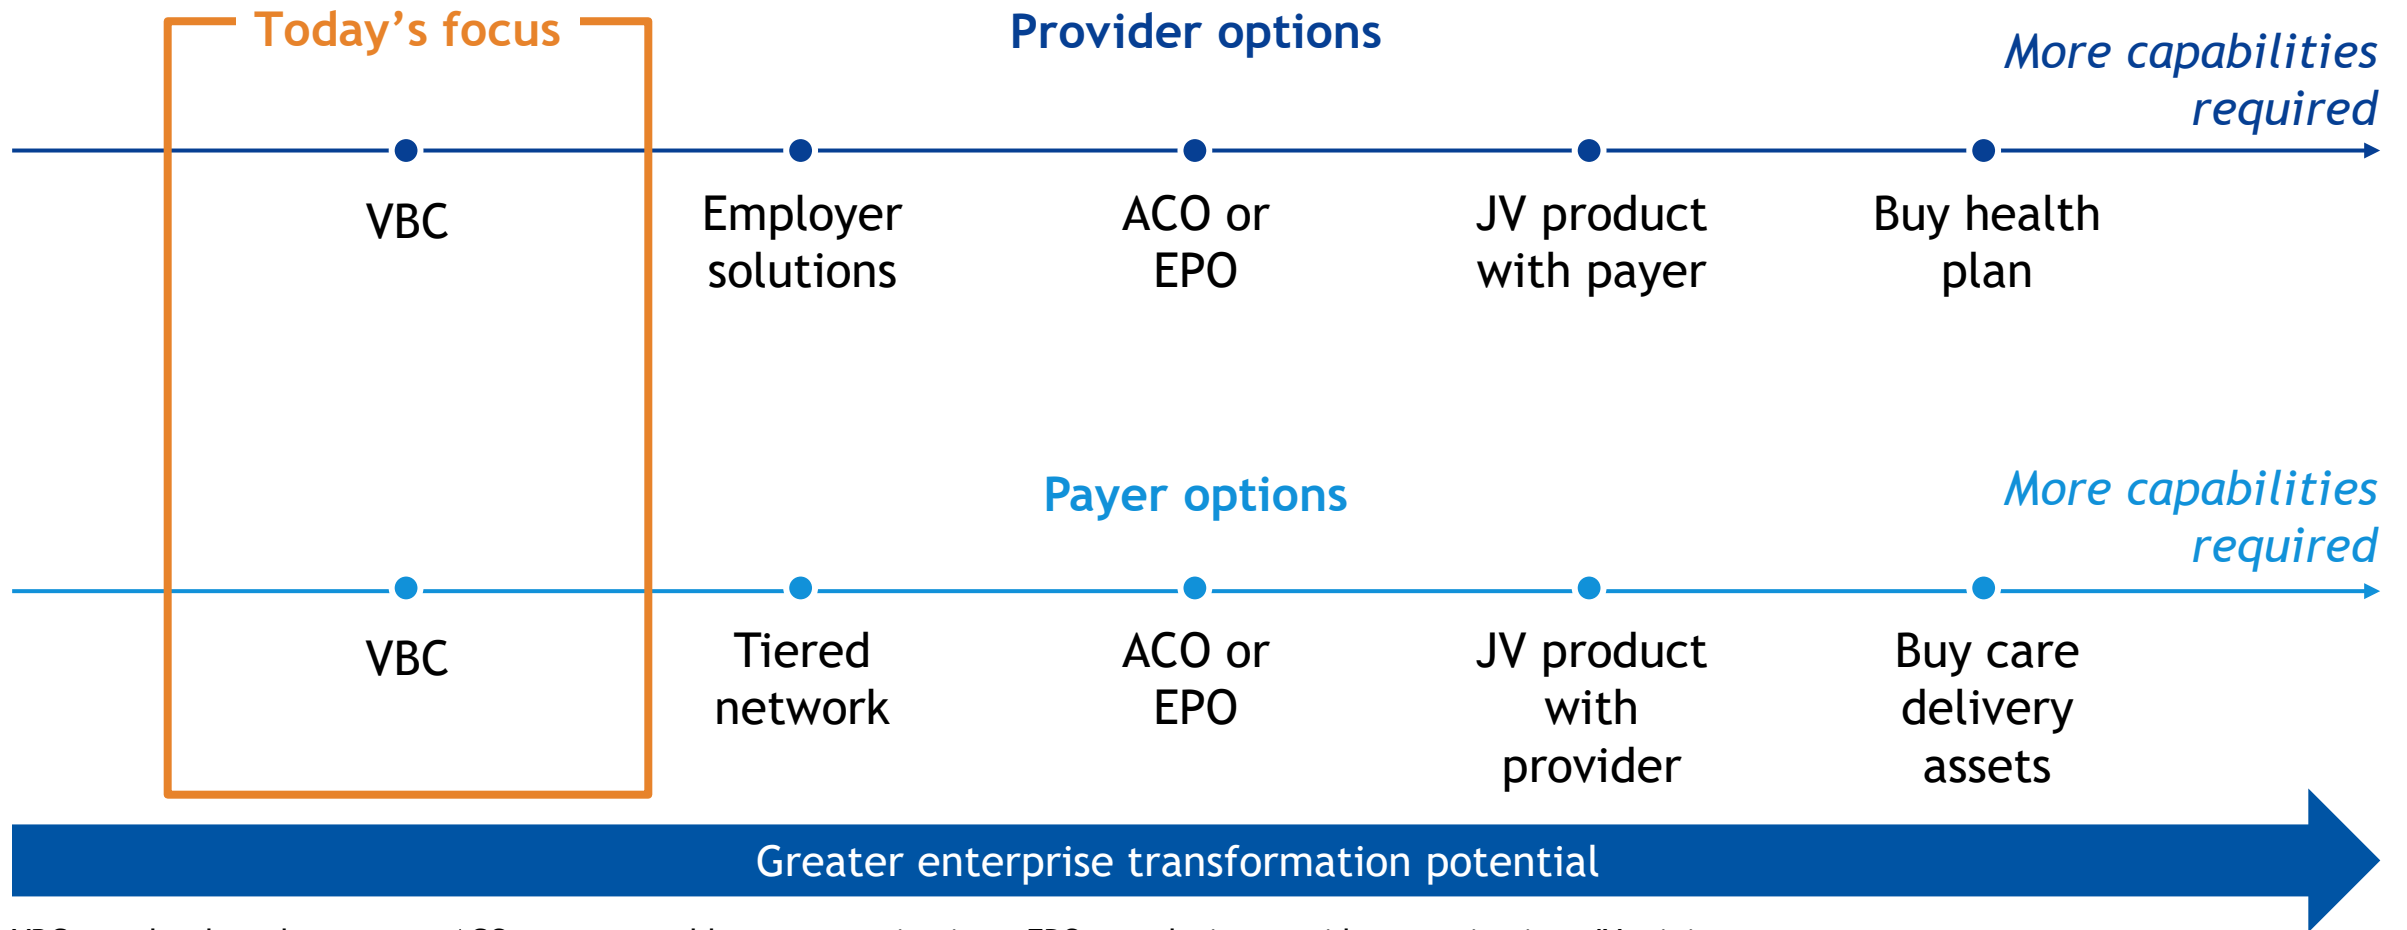 Today’s focus
Provider options
More capabilities
required
VBC
Employer
solutions
ACO or
EPO
JV product
with payer
Buy health
plan
Payer options
More capabilities
required
VBC
Tiered
network
ACO or
EPO
JV product
with
provider
Buy care
delivery
assets
Greater enterprise transformation potential